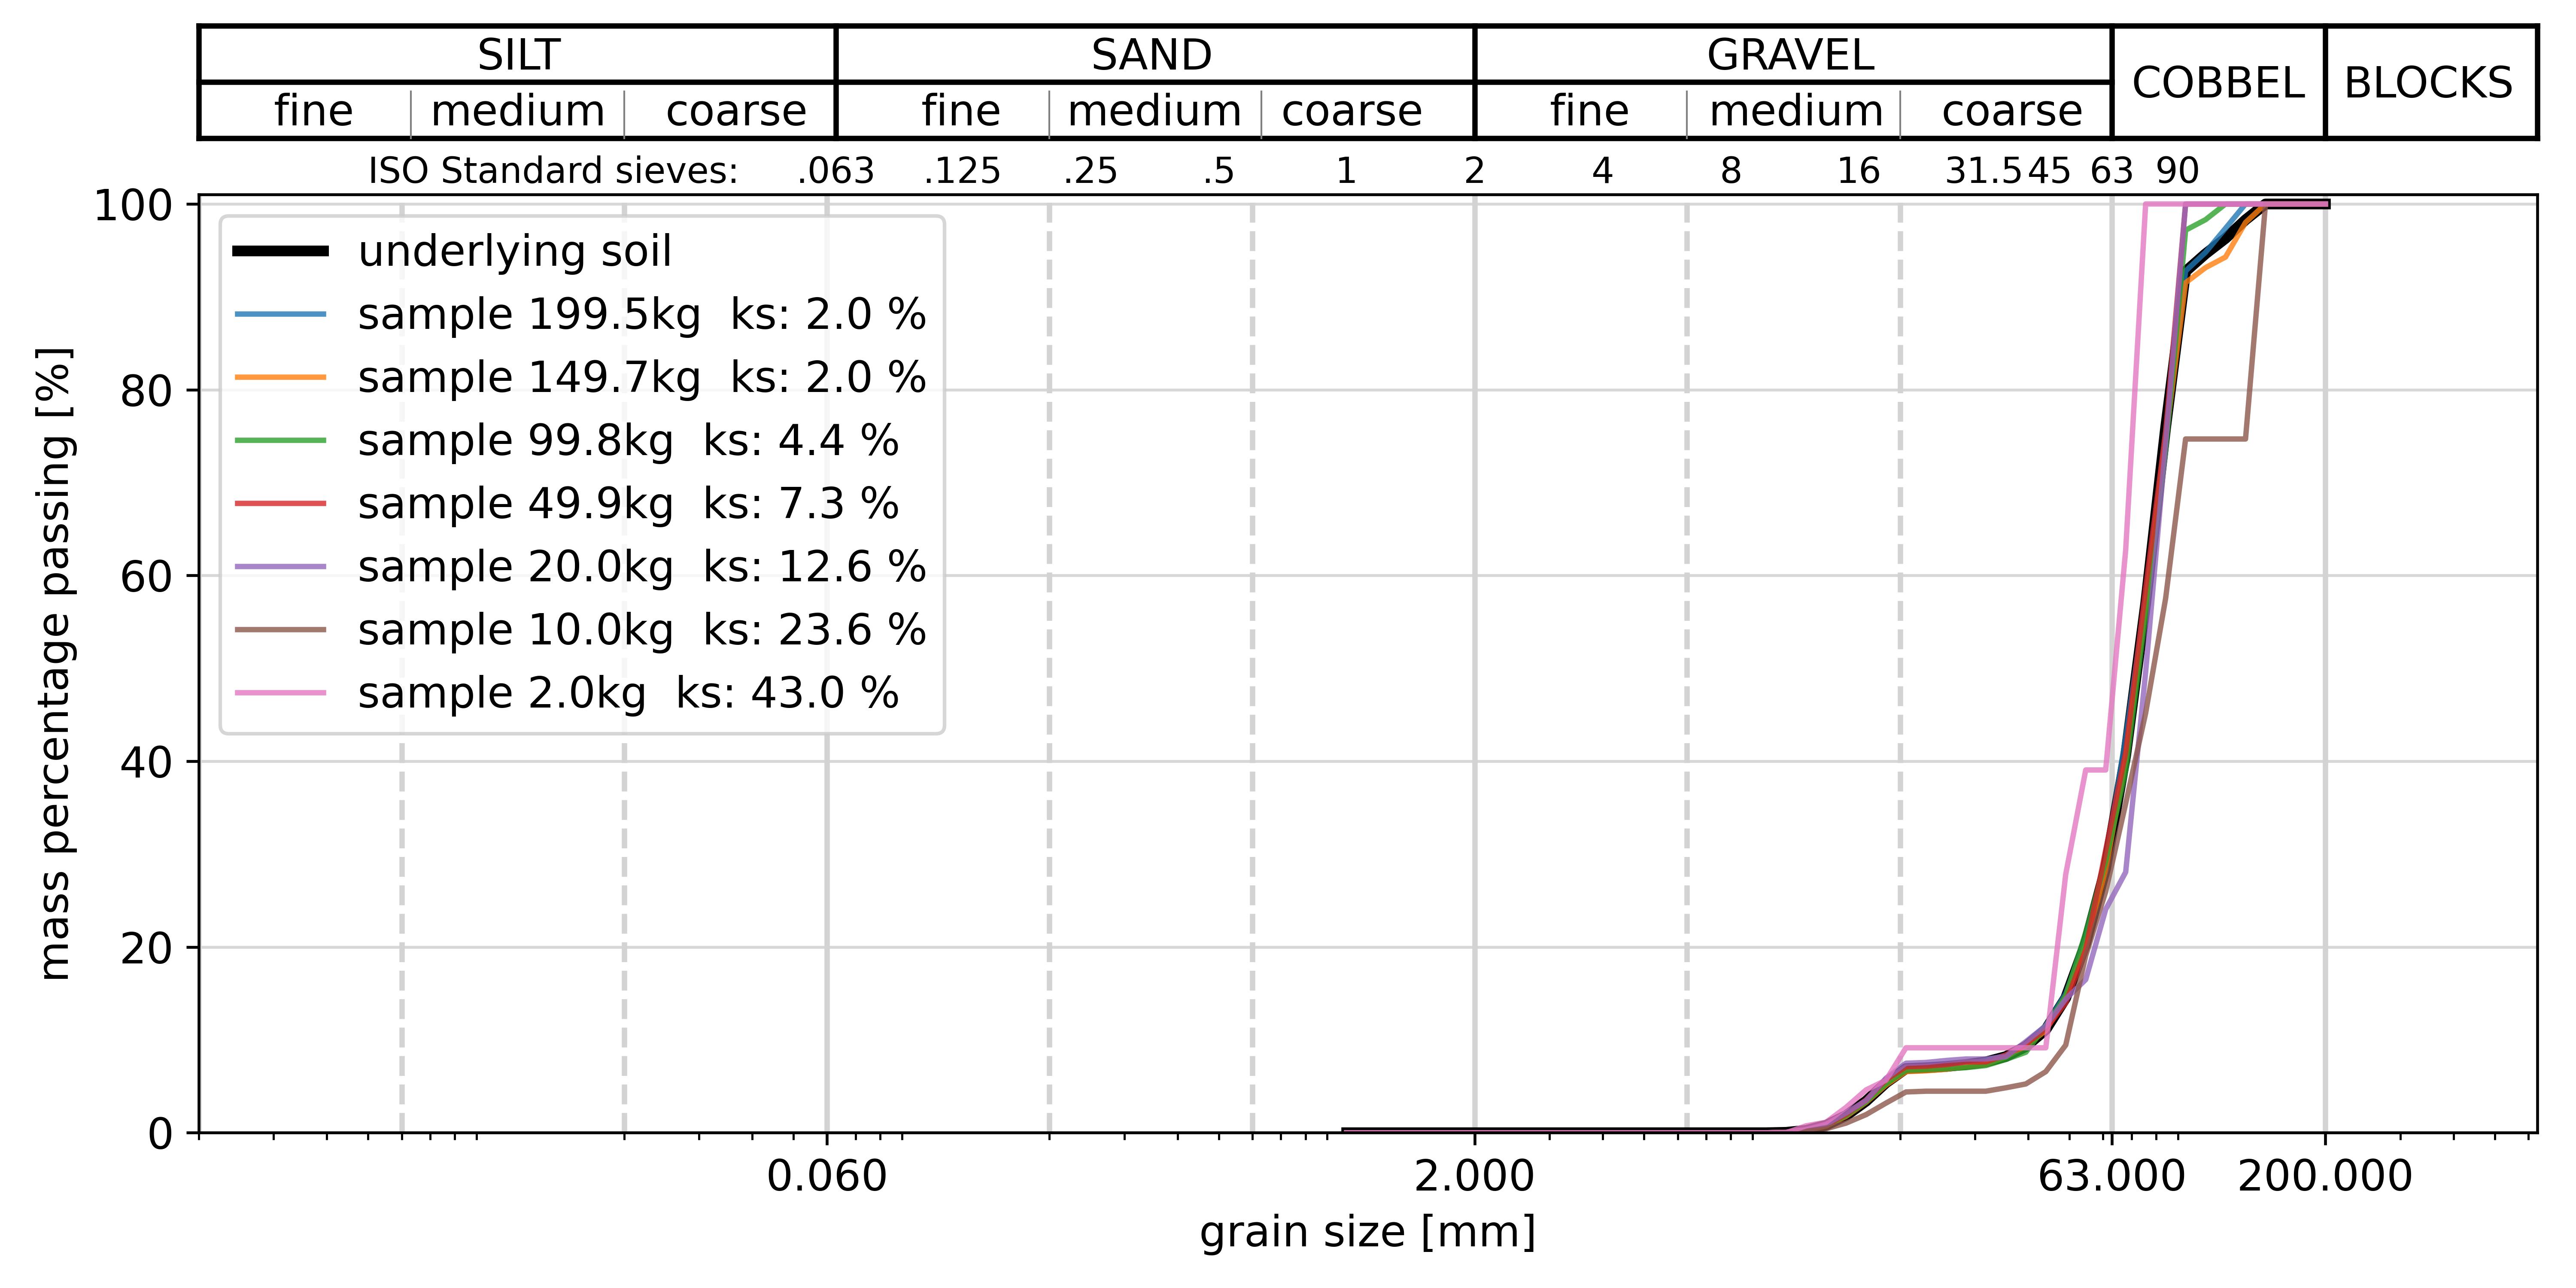 SILT SAND GRAVEL COBBEL BLOCKS
fine medium coarse fine medium coarse fine medium coarse
ISO Standard sieves: .063 .125 .25 .5 1 2 4 8 16 31.5 45 63 90
100
80
60
40
20
0
mass percentage passing [%]
underlying soil
sample 199.5kg ks: 2.0 %
sample 149.7kg ks: 2.0 %
sample 99.8kg ks: 4.4 %
sample 49.9kg ks: 7.3 %
sample 20.0kg ks: 12.6 %
sample 10.0kg ks: 23.6 %
sample 2.0kg ks: 43.0 %
0.060 2.000 63.000 200.000
grain size [mm]